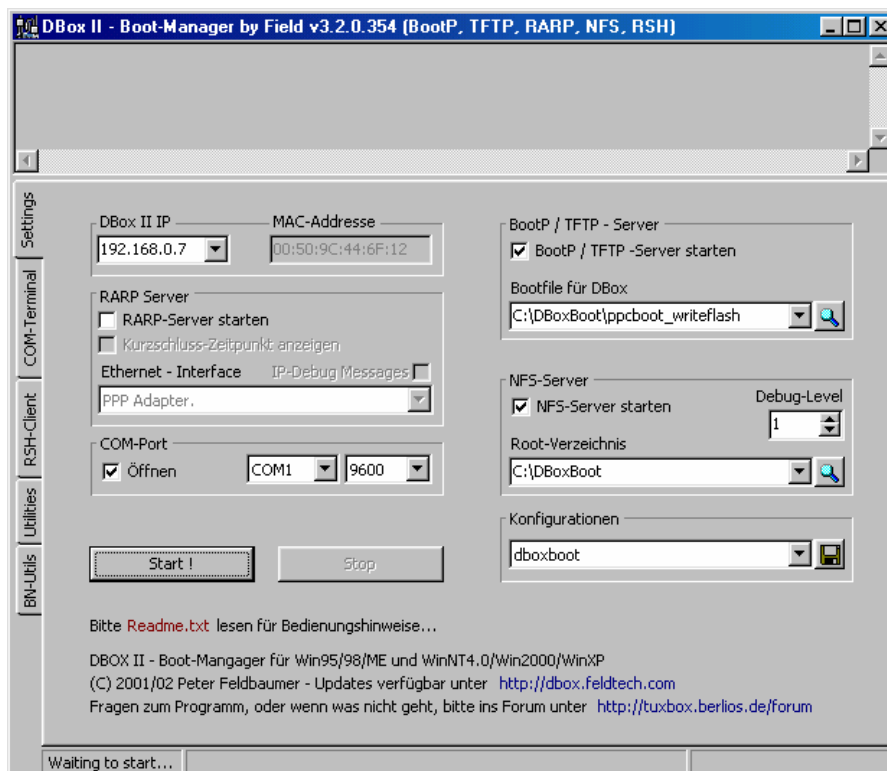 DBox II - Boot-Manager by Field v3.2.0.354 (BootP, TFTP, RARP, NFS, RSH)
Settings
COM-Terminal
RSH-Client
Utilities
BN-Utils
DBox II IP
MAC-Addresse
192.168.0.7
00:50:9C:44:6F:12
RARP Server
RARP-Server starten
Kurzschluss-Zeitpunkt anzeigen
Ethernet - Interface
IP-Debug Messages
PPP Adapter.
COM-Port
Öffnen
COM1
9600
Start !
Stop
BootP / TFTP - Server
BootP / TFTP -Server starten
Bootfile für DBox
C:\DBoxBoot\ppcboot_writeflash
NFS-Server
NFS-Server starten
Debug-Level
1
Root-Verzeichnis
C:\DBoxBoot
Konfigurationen
dboxboot
Bitte Readme.txt lesen für Bedienungshinweise...
DBOX II - Boot-Mangager für Win95/98/ME und WinNT4.0/Win2000/WinXP
(C) 2001/02 Peter Feldbaumer - Updates verfügbar unter http://dbox.feldtech.com
Fragen zum Programm, oder wenn was nicht geht, bitte ins Forum unter http://tuxbox.berlios.de/forum
Waiting to start...